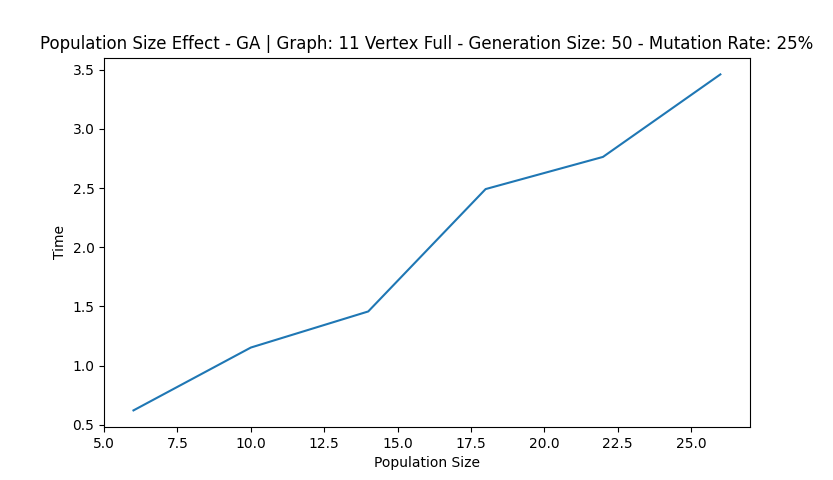 Population Size Effect - GA | Graph: 11 Vertex Full - Generation Size: 50 - Mutation Rate: 25%
3.5
3.0
2.5
2.0
1.5
1.0
0.5
Time
5.0 7.5 10.0 12.5 15.0 17.5 20.0 22.5 25.0
Population Size